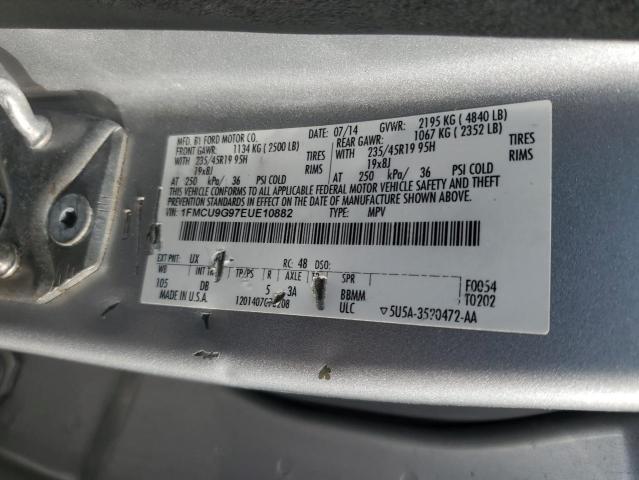 MFD. BY FORD MOTOR CO.
DATE: 07/14
GVWR: 2195 KG ( 4840 LB)
FRONT GAWR: 1134 KG ( 2500 LB)
REAR GAWR: 1067 KG ( 2352 LB)
WITH 235/45R19 95H TIRES
WITH 235/45R19 95H TIRES
19x8J RIMS
19x8J RIMS
AT 250 kPa/ 36 PSI COLD
AT 250 kPa/ 36 PSI COLD
THIS VEHICLE CONFORMS TO ALL APPLICABLE FEDERAL MOTOR VEHICLE SAFETY AND THEFT
PREVENTION STANDARDS IN EFFECT ON THE DATE OF MANUFACTURE SHOWN ABOVE.
VIN: 1FMCU9G97EUE10882
TYPE: MPV
EXT PNT: UX RC: 48 DSO:
WB INT TR TP/PS R AXLE SPR
105 DB 5 3A BBMM
F0054
T0202
MADE IN U.S.A. ULC
▽5U5A-3520472-AA